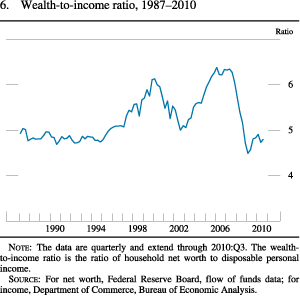 6. Wealth-to-income ratio, 1987–2010
Ratio
6
5
4
1990 1994 1998 2002 2006 2010
NOTE: The data are quarterly and extend through 2010:Q3. The wealth-
to-income ratio is the ratio of household net worth to disposable personal
income.
SOURCE: For net worth, Federal Reserve Board, flow of funds data; for
income, Department of Commerce, Bureau of Economic Analysis.